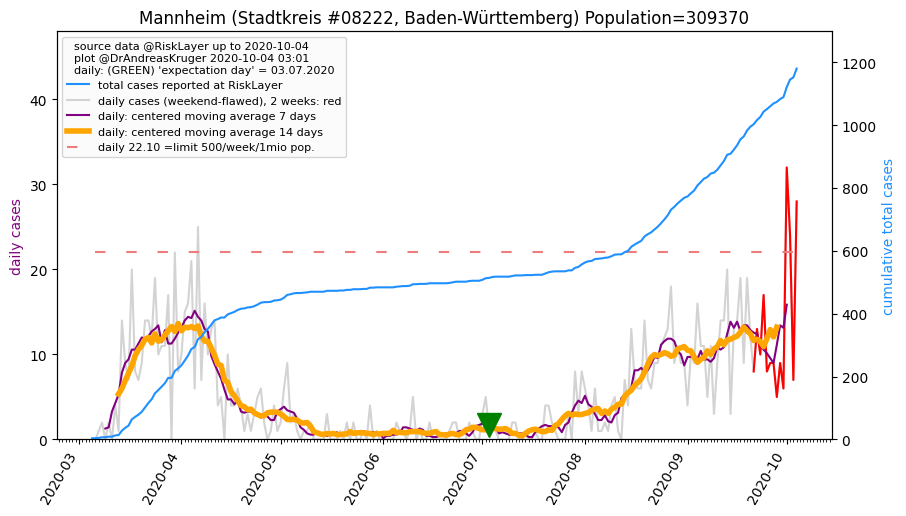 Mannheim (Stadtkreis #08222, Baden-Württemberg) Population=309370
source data @RiskLayer up to 2020-10-04
plot @DrAndreasKruger 2020-10-04 03:01
daily: (GREEN) 'expectation day' = 03.07.2020
total cases reported at RiskLayer
daily cases (weekend-flawed), 2 weeks: red
daily: centered moving average 7 days
daily: centered moving average 14 days
daily 22.10 =limit 500/week/1mio pop.
daily cases
40
30
20
10
0
1200
1000
800
600
400
200
0
cumulative total cases
2020-03
2020-04
2020-05
2020-06
2020-07
2020-08
2020-09
2020-10